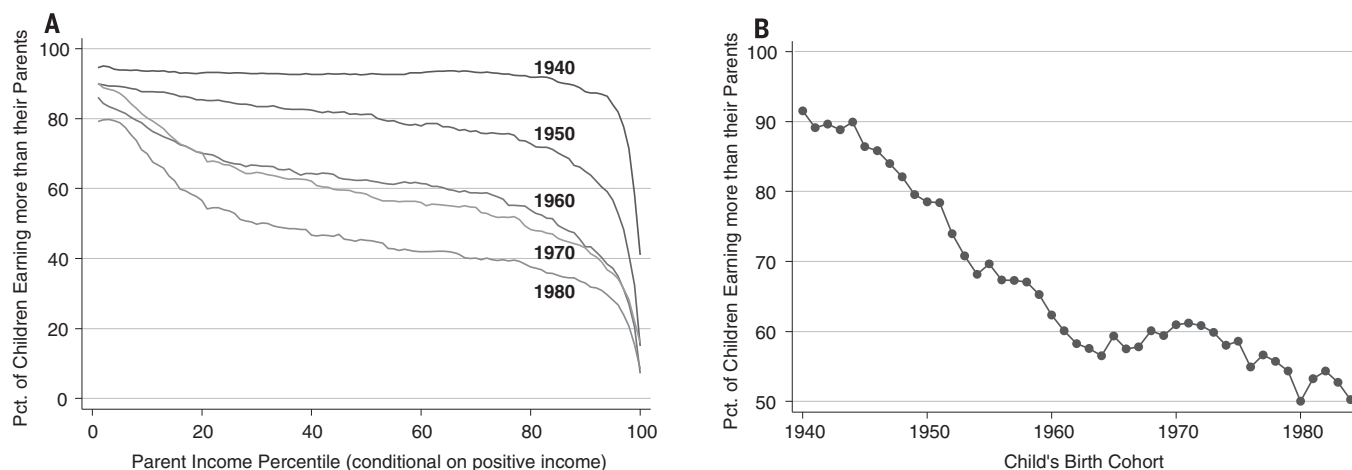 A
Pct. of Children Earning more than their Parents
100
80
60
40
20
0
1940
1950
1960
1970
1980
0 20 40 60 80 100
Parent Income Percentile (conditional on positive income)
B
Pct. of Children Earning more than their Parents
100
90
80
70
60
50
1940 1950 1960 1970 1980
Child's Birth Cohort